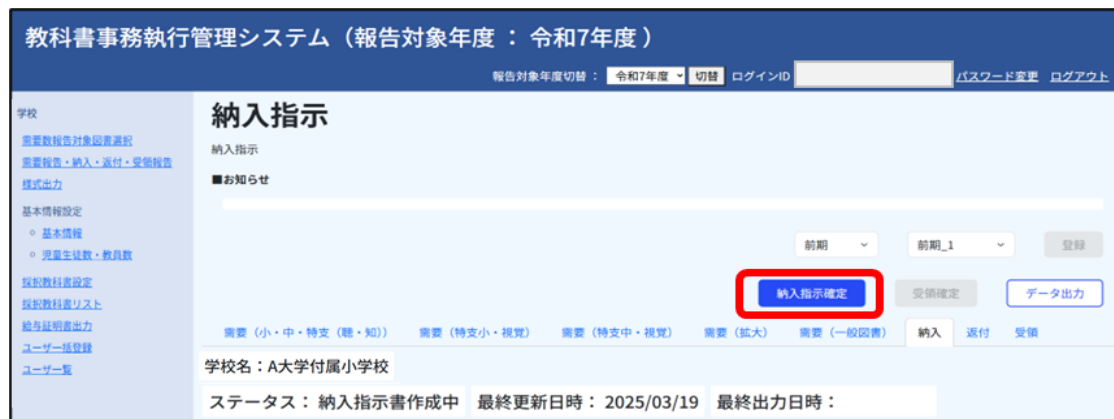 教科書事務執行管理システム（報告対象年度 ： 令和7年度 ）
報告対象年度切替 ： 令和7年度 切替 ログインID パスワード変更 ログアウト
学校
需要数報告対象図書選択
需要報告・納入・返付・受領報告
様式出力
基本情報設定
基本情報
児童生徒数・教員数
採択教科書設定
採択教科書リスト
給与証明書出力
ユーザー括登録
ユーザー覧
納入指示
納入指示
■お知らせ
前期 前期_1 登録
納入指示確定 受領確定 データ出力
需要（小・中・特支（聴・知）） 需要（特支小・視覚） 需要（特支中・視覚） 需要（拡大） 需要（一般図書） 納入 返付 受領
学校名：A大学付属小学校
ステータス： 納入指示書作成中 最終更新日時： 2025/03/19 最終出力日時：